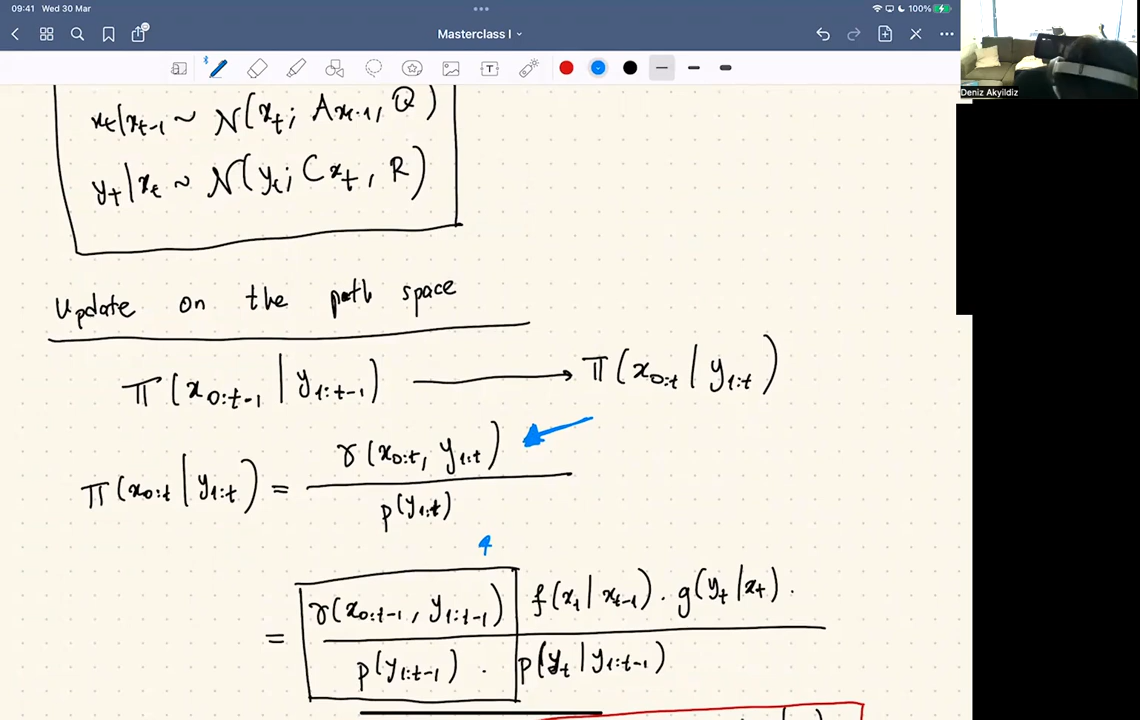 09:41 Wed 30 Mar
100%
Masterclass I
Deniz Akyildiz
x_t|x_{t-1} ~ N(x_t; Ax_{t-1}, Q)
y_t|x_t ~ N(y_t; Cx_t, R)
Update on the path space
π(x_{0:t-1} | y_{1:t-1}) → π(x_{0:t} | y_{1:t})
π(x_{0:t} | y_{1:t}) = γ(x_{0:t}, y_{1:t}) / p(y_{1:t})
= γ(x_{0:t-1}, y_{1:t-1}) f(x_t | x_{t-1}) · g(y_t | x_t) · / p(y_{1:t-1}) · p(y_t | y_{1:t-1})